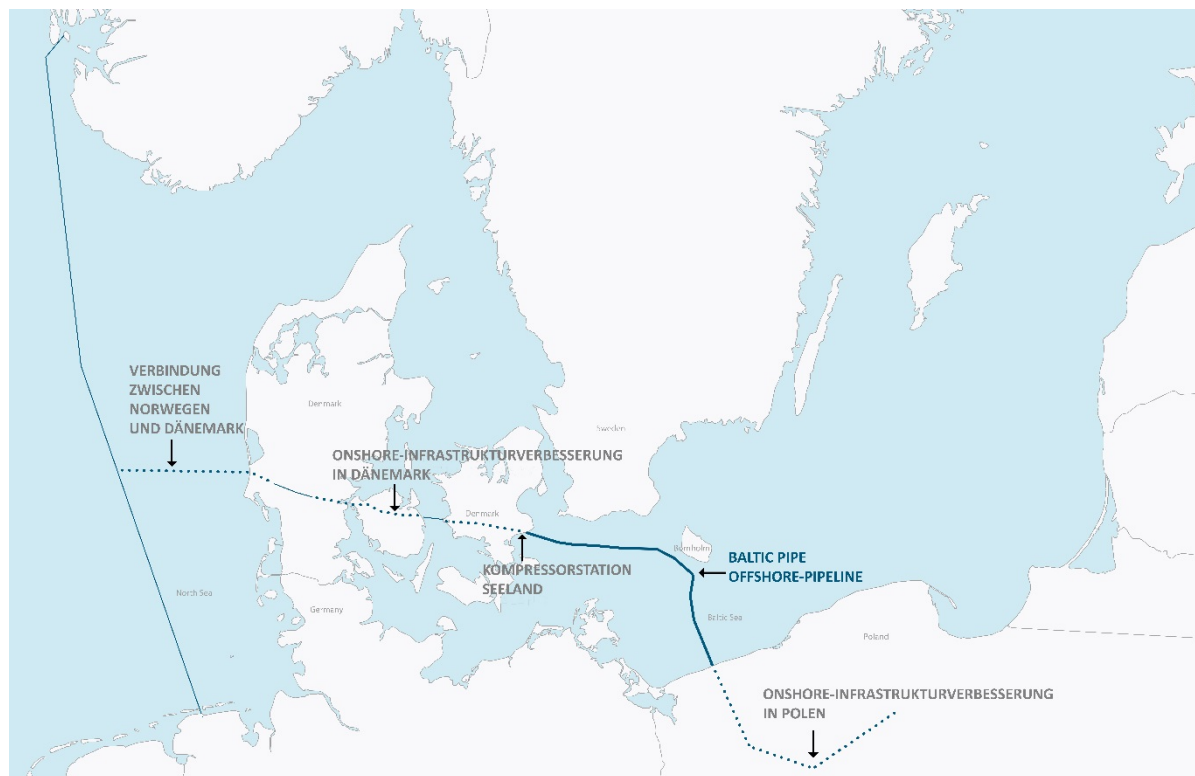 VERBINDUNG
ZWISCHEN
NORWEGEN
UND DÄNEMARK
Denmark
Sweden
ONSHORE-INFRASTRUKTURVERBESSERUNG
IN DÄNEMARK
Denmark
Bornholm
BALTIC PIPE
OFFSHORE-PIPELINE
KOMPRESSORSTATION
SEELAND
North Sea
Germany
Baltic Sea
Poland
ONSHORE-INFRASTRUKTURVERBESSERUNG
IN POLEN